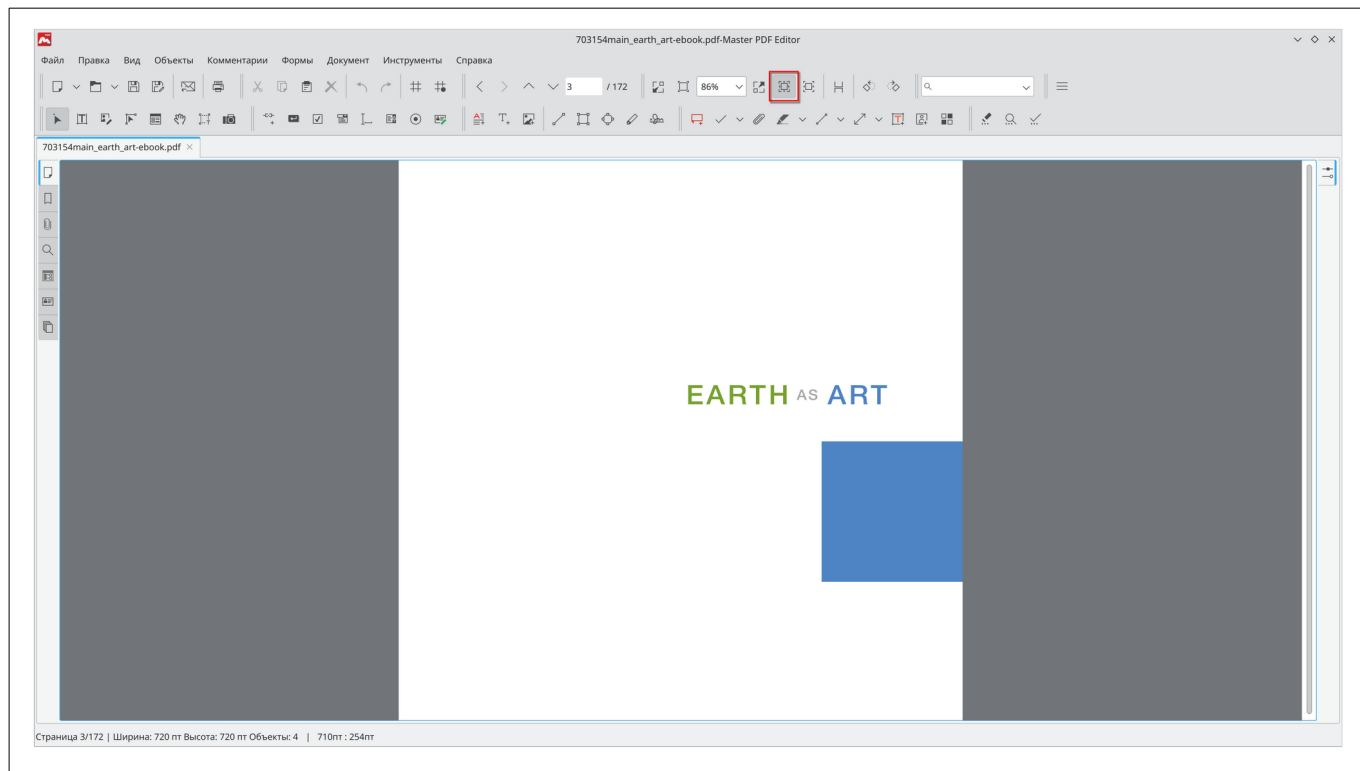 703154main_earth_art-ebook.pdf-Master PDF Editor
Файл Правка Вид Объекты Комментарии Формы Документ Инструменты Справка
3 / 172 86%
703154main_earth_art-ebook.pdf
EARTH AS ART
Страница 3/172 | Ширина: 720 пт Высота: 720 пт Объекты: 4 | 710пт : 254пт